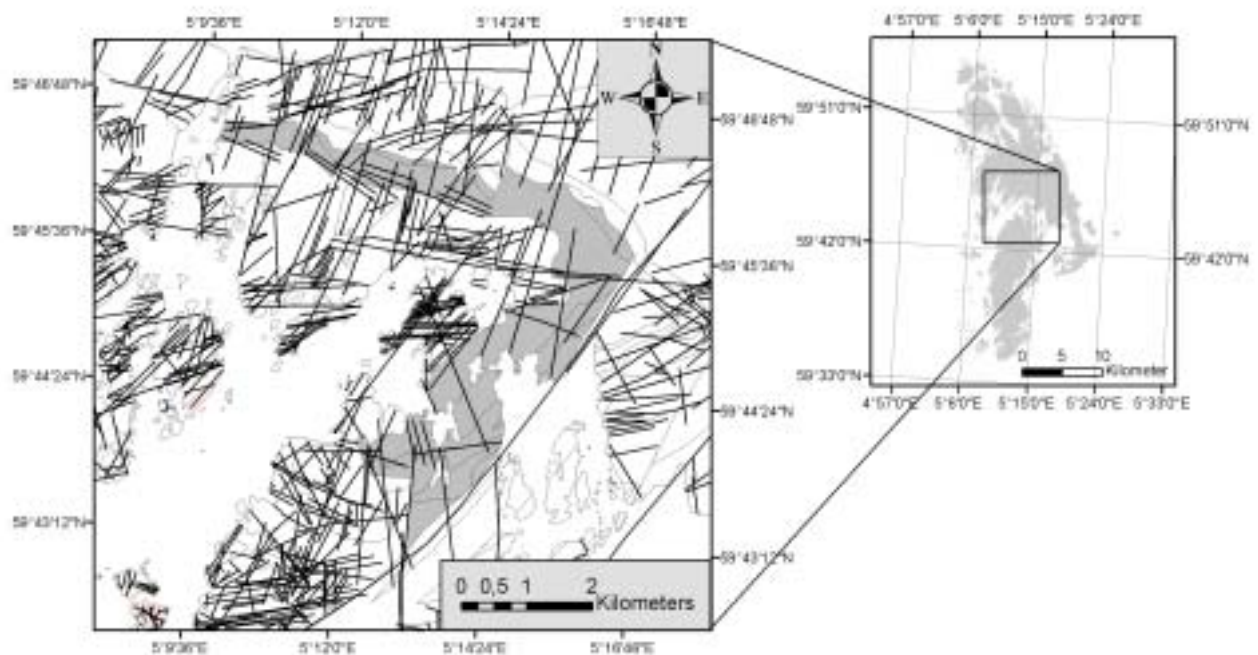 5°9'36"E 5°12'0"E 5°14'24"E 5°16'48"E
4°57'0"E 5°6'0"E 5°15'0"E 5°24'0"E
59°46'48"N
N
W E
S
59°46'48"N
59°51'0"N
59°51'0"N
59°45'36"N
59°45'36"N
59°42'0"N
59°42'0"N
59°44'24"N
59°44'24"N
0 5 10
Kilometer
59°33'0"N
4°57'0"E 5°6'0"E 5°15'0"E 5°24'0"E 5°33'0"E
59°43'12"N
59°43'12"N
0 0,5 1 2
Kilometers
5°9'36"E 5°12'0"E 5°14'24"E 5°16'48"E